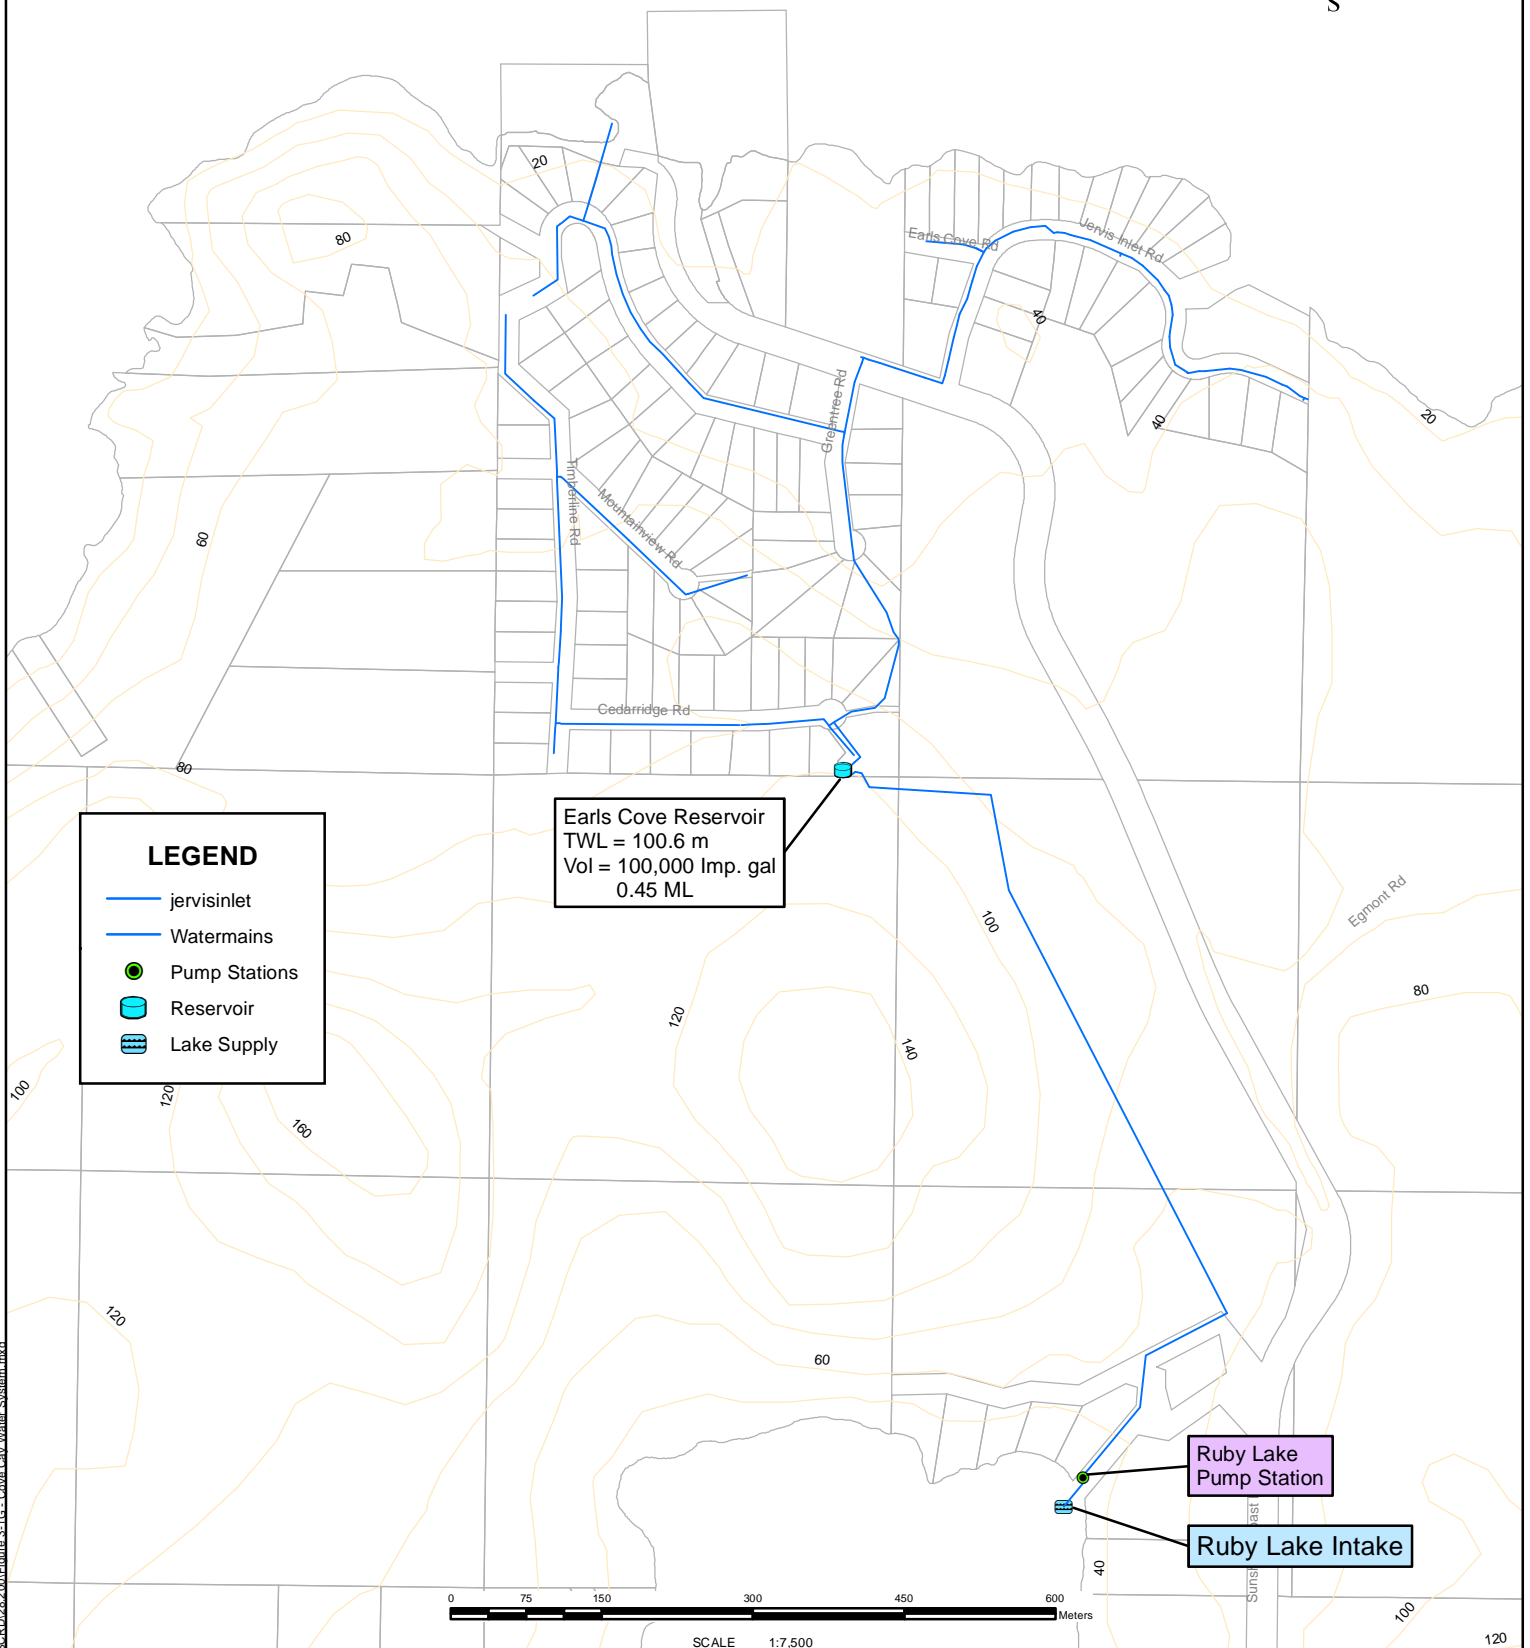 S
20
80
Earls Cove Rd
Jervis Inlet Rd
40
Greentree Rd
40
20
Timberline Rd
Mountainview Rd
60
Cedarridge Rd
80
Earls Cove Reservoir
TWL = 100.6 m
Vol = 100,000 Imp. gal
0.45 ML
LEGEND
jervisinlet
Watermains
Pump Stations
Reservoir
Lake Supply
100
Egmont Rd
80
120
140
100
120
160
120
60
Ruby Lake
Pump Station
Ruby Lake Intake
40
100
120
0 75 150 300 450 600
Meters
SCALE 1:7,500